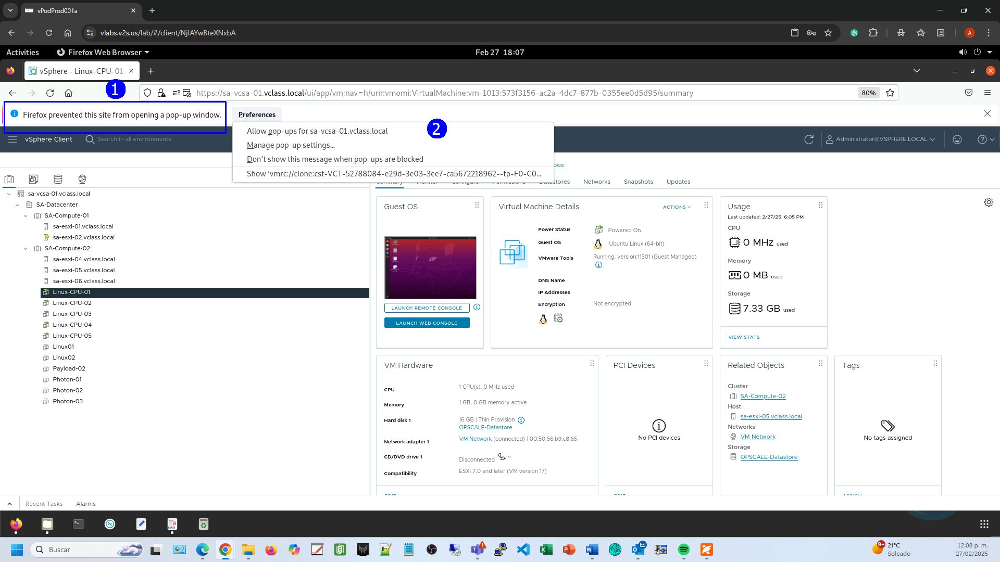 vPodProd001a
vlabs.v2s.us/lab/#/client/NjIAYwBteXNxbA
A
Activities
Firefox Web Browser
Feb 27 18:07
vSphere - Linux-CPU-01 -
1
https://sa-vcsa-01.vclass.local/ui/app/vm;nav=h/urn:vmomi:VirtualMachine:vm-1013:573f3156-ac2a-4dc7-877b-0355ee0d5d95/summary
80%
Firefox prevented this site from opening a pop-up window.
Preferences
Allow pop-ups for sa-vcsa-01.vclass.local
2
Manage pop-up settings...
Don't show this message when pop-ups are blocked
Show 'vmrc://clone:cst-VCT-52788084-e29d-3e03-3ee7-ca5672218962--tp-F0-C0...
vSphere Client
Search in all environments
Administrator@VSPHERE.LOCAL
Summary
Monitor
Configure
Permissions
Datastores
Networks
Snapshots
Updates
sa-vcsa-01.vclass.local
SA-Datacenter
SA-Compute-01
sa-esxi-01.vclass.local
sa-esxi-02.vclass.local
SA-Compute-02
sa-esxi-04.vclass.local
sa-esxi-05.vclass.local
sa-esxi-06.vclass.local
Linux-CPU-01
Linux-CPU-02
Linux-CPU-03
Linux-CPU-04
Linux-CPU-05
Linux01
Linux02
Payload-02
Photon-01
Photon-02
Photon-03
Guest OS
LAUNCH REMOTE CONSOLE
LAUNCH WEB CONSOLE
Virtual Machine Details
ACTIONS
Power Status
Powered On
Guest OS
Ubuntu Linux (64-bit)
VMware Tools
Running, version:11301 (Guest Managed)
DNS Name
IP Addresses
Encryption
Not encrypted
Usage
Last updated: 2/27/25, 6:05 PM
CPU
0 MHz used
Memory
0 MB used
Storage
7.33 GB used
VIEW STATS
VM Hardware
CPU
1 CPU(s), 0 MHz used
Memory
1 GB, 0 GB memory active
Hard disk 1
16 GB | Thin Provision
OPSCALE-Datastore
Network adapter 1
VM Network (connected) | 00:50:56:b9:c8:65
CD/DVD drive 1
Disconnected
Compatibility
ESXi 7.0 and later (VM version 17)
EDIT
PCI Devices
No PCI devices
EDIT
Related Objects
Cluster
SA-Compute-02
Host
sa-esxi-05.vclass.local
Networks
VM Network
Storage
OPSCALE-Datastore
Tags
No tags assigned
ASSIGN
Recent Tasks
Alarms
Buscar
9+
21°C
Soleado
12:08 p. m.
27/02/2025